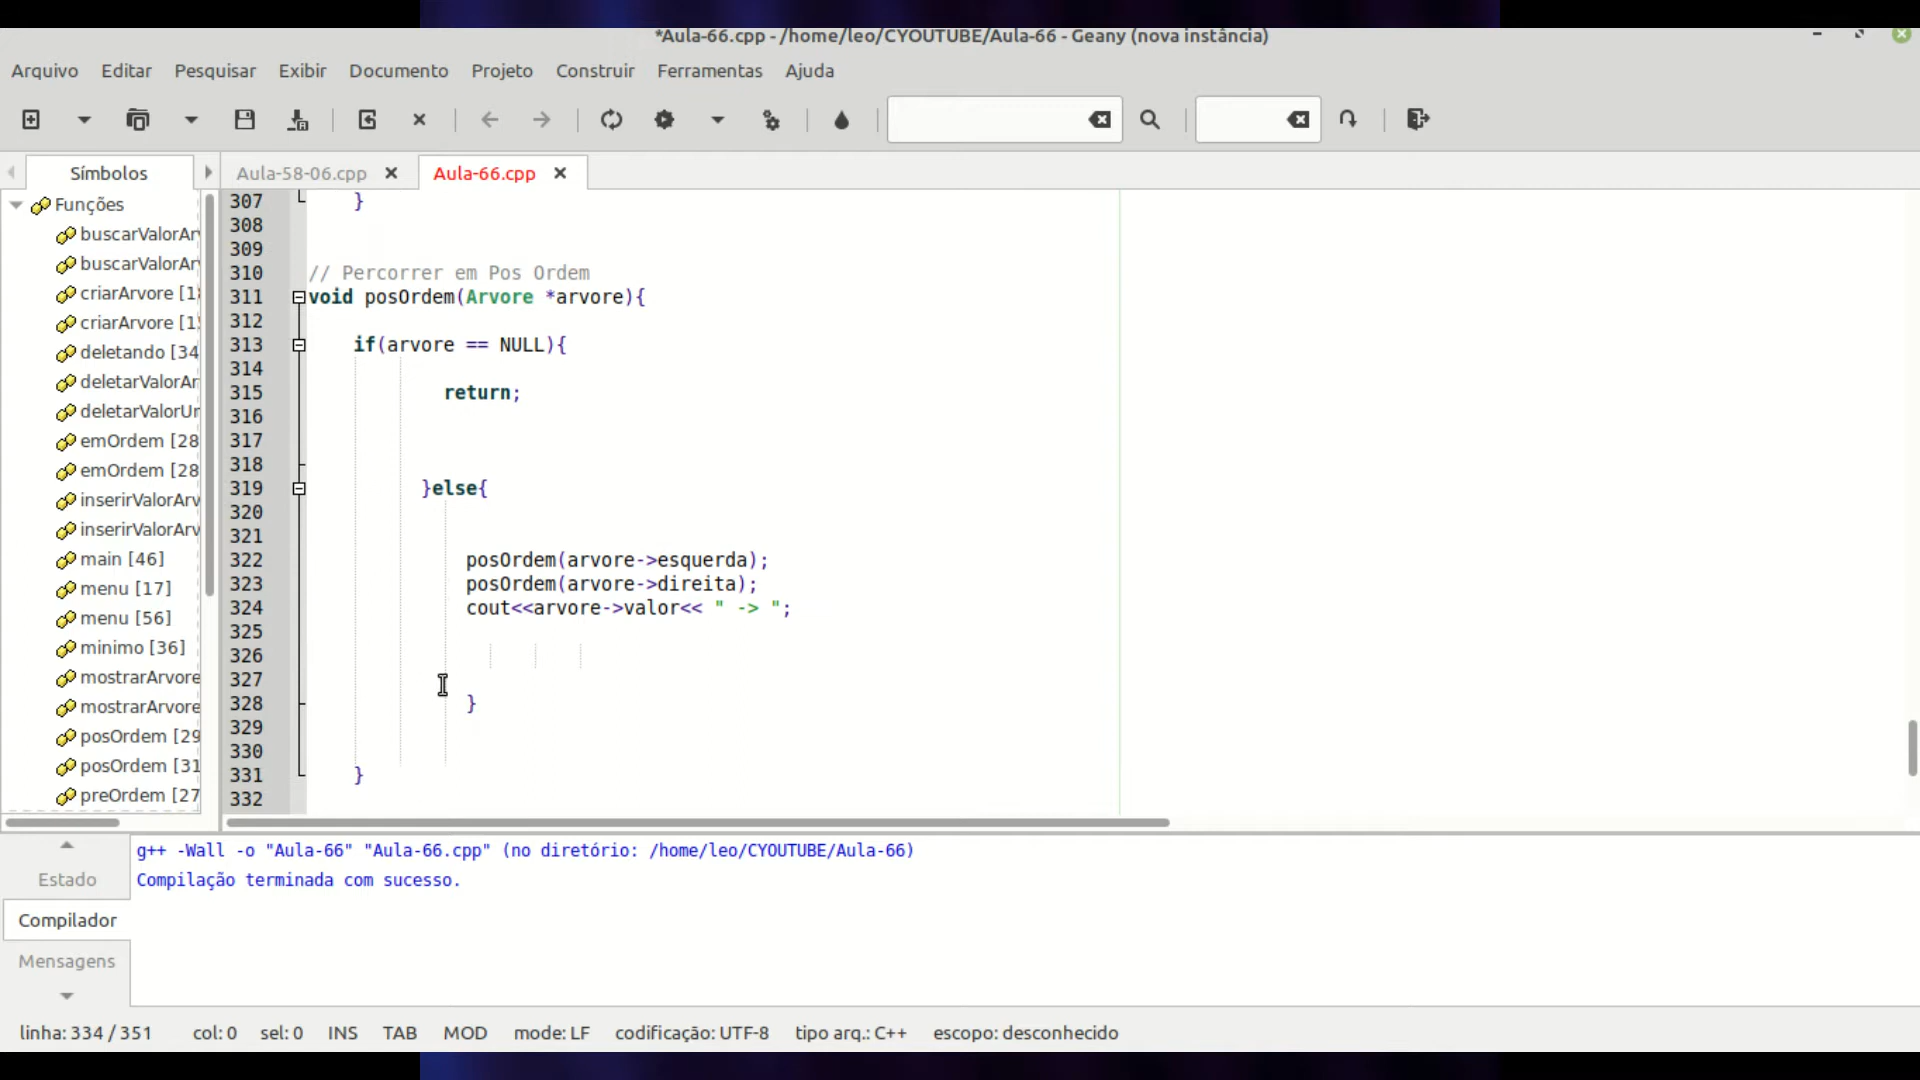 *Aula-66.cpp - /home/leo/CYOUTUBE/Aula-66 - Geany (nova instância)
Arquivo Editar Pesquisar Exibir Documento Projeto Construir Ferramentas Ajuda
Símbolos Aula-58-06.cpp Aula-66.cpp
Funções
buscarValorAr
buscarValorAr
criarArvore [1
criarArvore [1
deletando [34
deletarValorAr
deletarValorUr
emOrdem [28
emOrdem [28
inserirValorArv
inserirValorArv
main [46]
menu [17]
menu [56]
minimo [36]
mostrarArvore
mostrarArvore
posOrdem [29
posOrdem [31
preOrdem [27
307 }
308
309
310 // Percorrer em Pos Ordem
311 void posOrdem(Arvore *arvore){
312
313 if(arvore == NULL){
314
315 return;
316
317
318
319 }else{
320
321
322 posOrdem(arvore->esquerda);
323 posOrdem(arvore->direita);
324 cout<<arvore->valor<< " -> ";
325
326
327
328 }
329
330
331 }
332
Estado
Compilador
Mensagens
g++ -Wall -o "Aula-66" "Aula-66.cpp" (no diretório: /home/leo/CYOUTUBE/Aula-66)
Compilação terminada com sucesso.
linha: 334 / 351 col: 0 sel: 0 INS TAB MOD mode: LF codificação: UTF-8 tipo arq.: C++ escopo: desconhecido